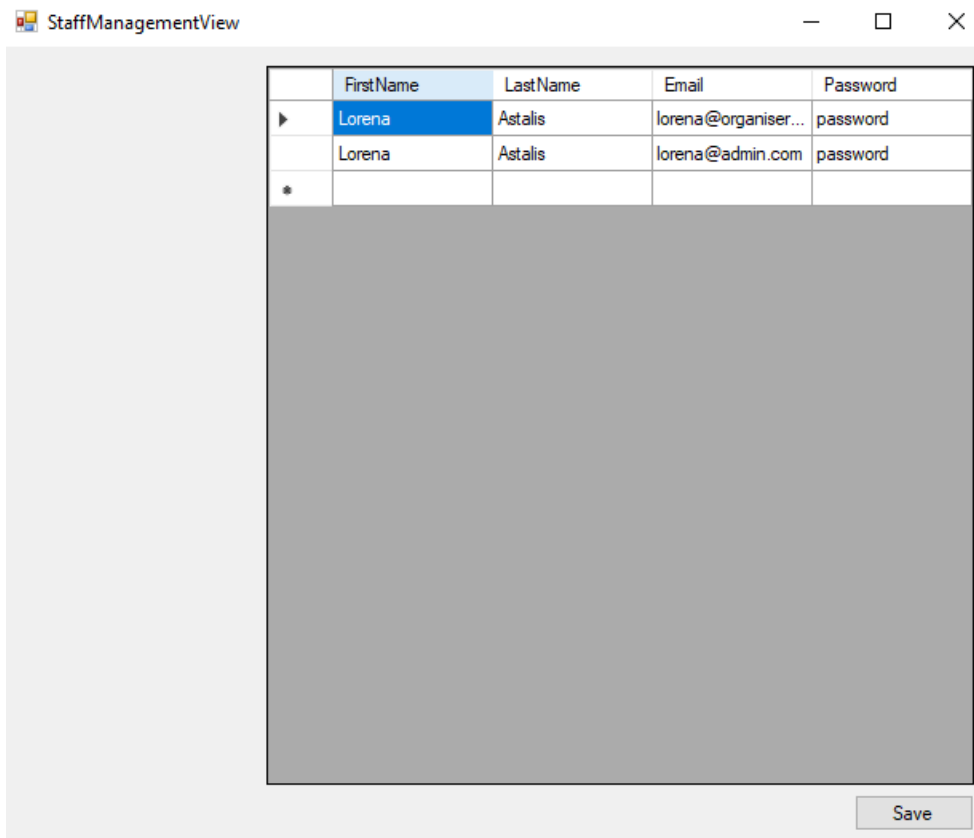 StaffManagementView
FirstName LastName Email Password
Lorena Astalis lorena@organiser... password
Lorena Astalis lorena@admin.com password
Save